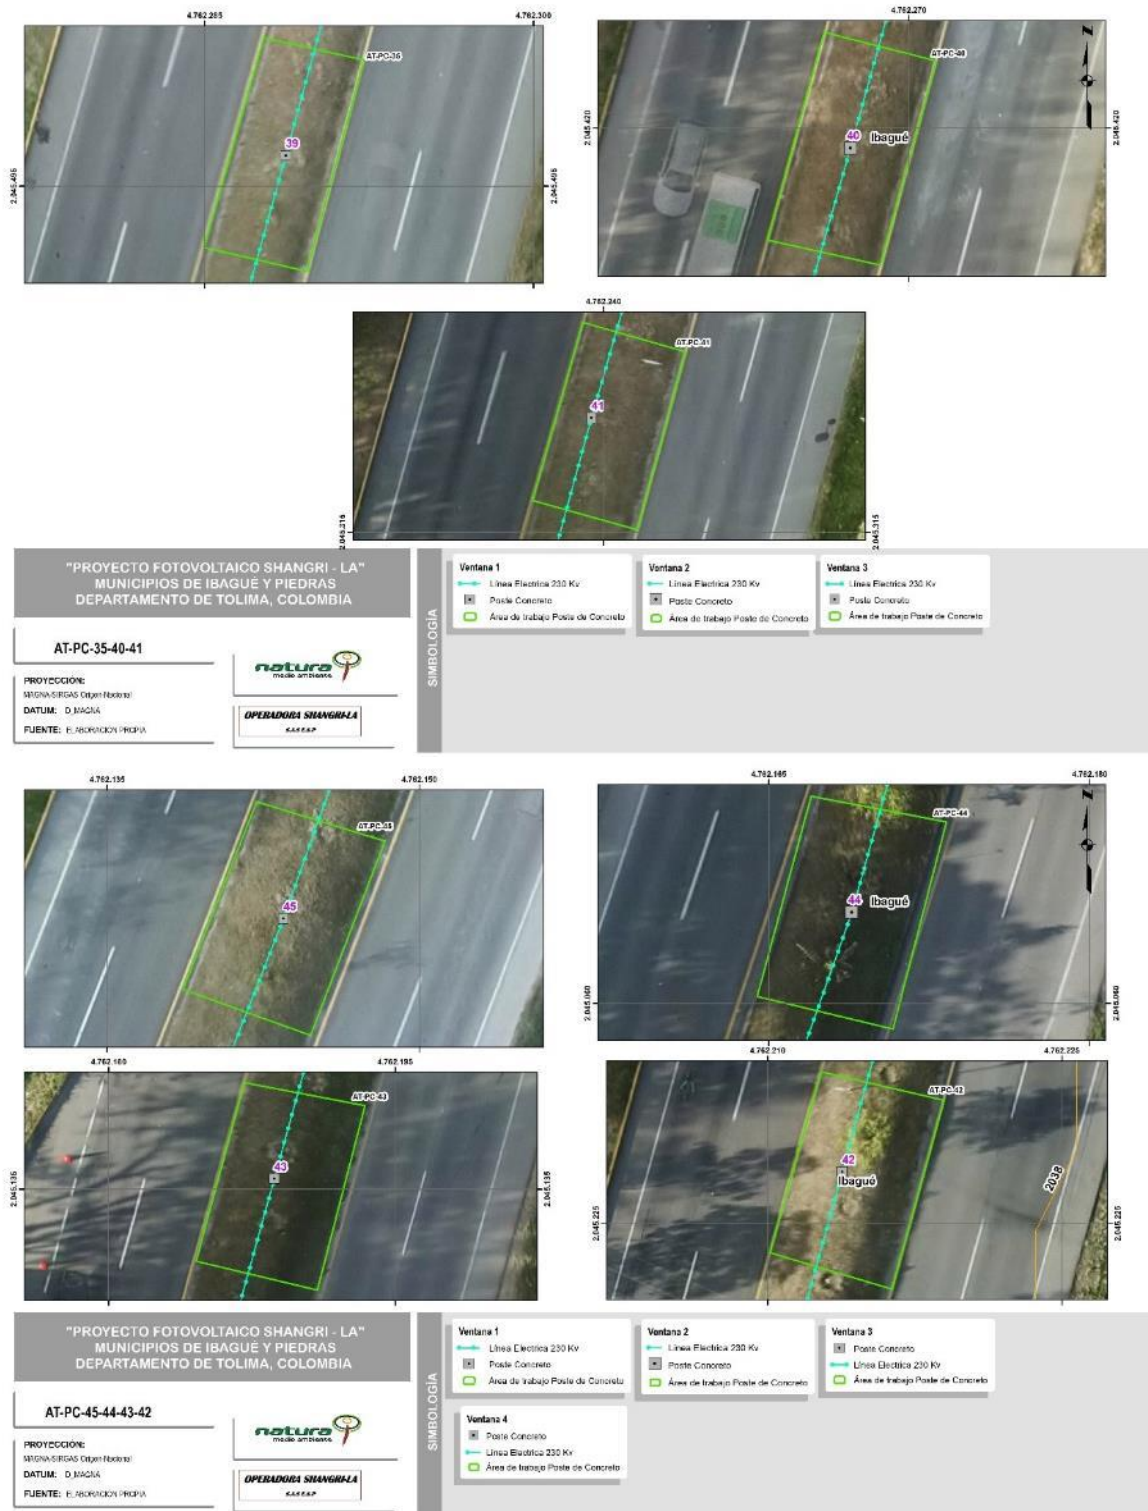 4.762.285
4.762.300
AT-PC-35
39
2.045.495
2.045.495
4.762.270
AT-PC-40
N
40
Ibagué
2.045.420
2.045.420
4.762.240
AT-PC-41
41
2.045.315
2.045.315
"PROYECTO FOTOVOLTAICO SHANGRI - LA"
MUNICIPIOS DE IBAGUÉ Y PIEDRAS
DEPARTAMENTO DE TOLIMA, COLOMBIA
AT-PC-35-40-41
PROYECCIÓN:
MAGNA-SIRGAS Origen-Nacional
DATUM: D_MAGNA
FUENTE: ELABORACIÓN PROPIA
natura
medio ambiente
OPERADORA SHANGRI-LA
S.A.S E.S.P
SIMBOLOGÍA
Ventana 1
Línea Electrica 230 Kv
Poste Concreto
Área de trabajo Poste de Concreto
Ventana 2
Línea Electrica 230 Kv
Poste Concreto
Área de trabajo Poste de Concreto
Ventana 3
Línea Electrica 230 Kv
Poste Concreto
Área de trabajo Poste de Concreto
4.762.135
4.762.150
AT-PC-45
45
4.762.165
4.762.180
AT-PC-44
N
44
Ibagué
2.045.060
2.045.060
4.762.180
4.762.195
AT-PC-43
43
2.045.135
2.045.135
4.762.210
4.762.225
AT-PC-42
42
Ibagué
2038
2.045.225
2.045.225
"PROYECTO FOTOVOLTAICO SHANGRI - LA"
MUNICIPIOS DE IBAGUÉ Y PIEDRAS
DEPARTAMENTO DE TOLIMA, COLOMBIA
AT-PC-45-44-43-42
PROYECCIÓN:
MAGNA-SIRGAS Origen-Nacional
DATUM: D_MAGNA
FUENTE: ELABORACIÓN PROPIA
natura
medio ambiente
OPERADORA SHANGRI-LA
S.A.S E.S.P
SIMBOLOGÍA
Ventana 1
Línea Electrica 230 Kv
Poste Concreto
Área de trabajo Poste de Concreto
Ventana 2
Línea Electrica 230 Kv
Poste Concreto
Área de trabajo Poste de Concreto
Ventana 3
Poste Concreto
Línea Electrica 230 Kv
Área de trabajo Poste de Concreto
Ventana 4
Poste Concreto
Línea Electrica 230 Kv
Área de trabajo Poste de Concreto